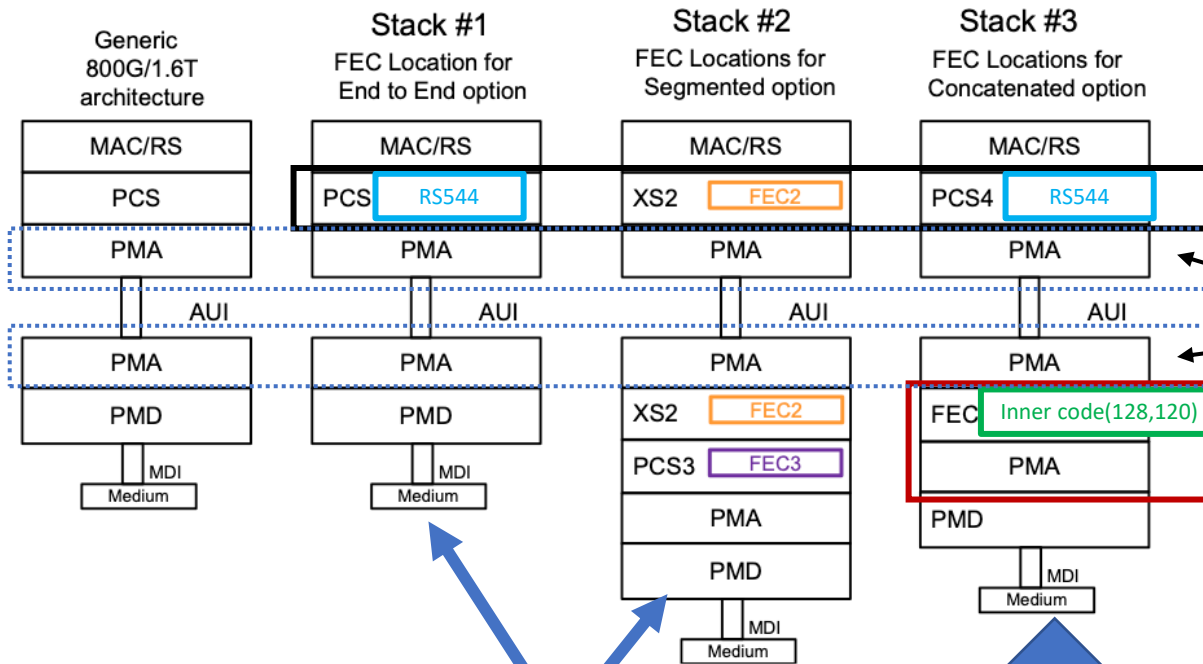 Generic
800G/1.6T
architecture
MAC/RS
PCS
PMA
AUI
PMA
PMD
MDI
Medium
Stack #1
FEC Location for
End to End option
MAC/RS
PCS RS544
PMA
AUI
PMA
PMD
MDI
Medium
Stack #2
FEC Locations for
Segmented option
MAC/RS
XS2 FEC2
PMA
AUI
PMA
XS2 FEC2
PCS3 FEC3
PMA
PMD
MDI
Medium
Stack #3
FEC Locations for
Concatenated option
MAC/RS
PCS4 RS544
PMA
AUI
PMA
FEC Inner code(128,120)
PMA
PMD
MDI
Medium